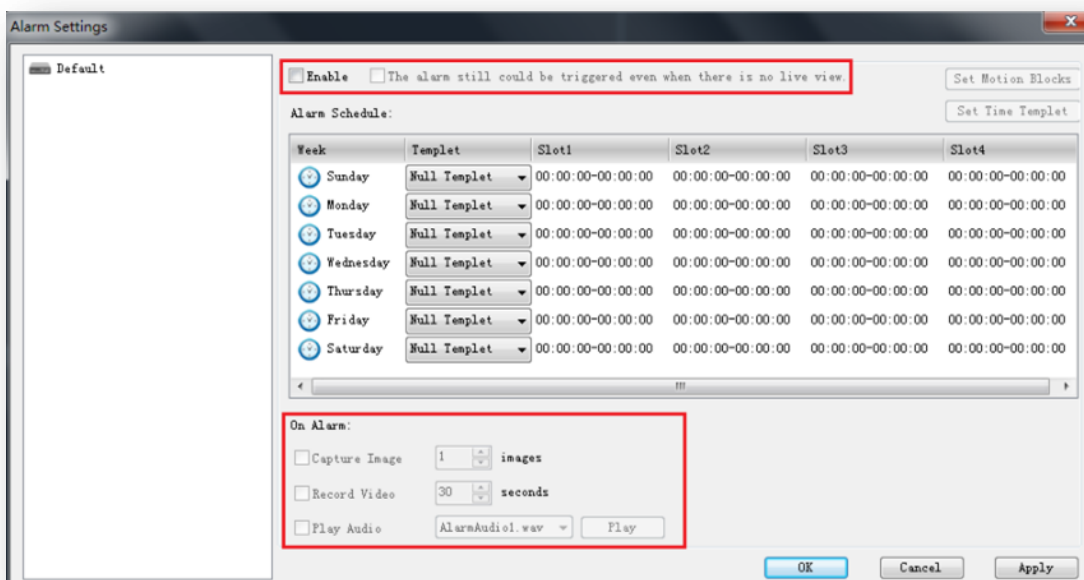 Alarm Settings
x
Default
Enable The alarm still could be triggered even when there is no live view.
Set Motion Blocks
Alarm Schedule:
Set Time Templet
Week Templet Slot1 Slot2 Slot3 Slot4
Sunday Null Templet 00:00:00-00:00:00 00:00:00-00:00:00 00:00:00-00:00:00 00:00:00-00:00:00
Monday Null Templet 00:00:00-00:00:00 00:00:00-00:00:00 00:00:00-00:00:00 00:00:00-00:00:00
Tuesday Null Templet 00:00:00-00:00:00 00:00:00-00:00:00 00:00:00-00:00:00 00:00:00-00:00:00
Wednesday Null Templet 00:00:00-00:00:00 00:00:00-00:00:00 00:00:00-00:00:00 00:00:00-00:00:00
Thursday Null Templet 00:00:00-00:00:00 00:00:00-00:00:00 00:00:00-00:00:00 00:00:00-00:00:00
Friday Null Templet 00:00:00-00:00:00 00:00:00-00:00:00 00:00:00-00:00:00 00:00:00-00:00:00
Saturday Null Templet 00:00:00-00:00:00 00:00:00-00:00:00 00:00:00-00:00:00 00:00:00-00:00:00
On Alarm:
Capture Image 1 images
Record Video 30 seconds
Play Audio AlarmAudio1.wav Play
OK Cancel Apply